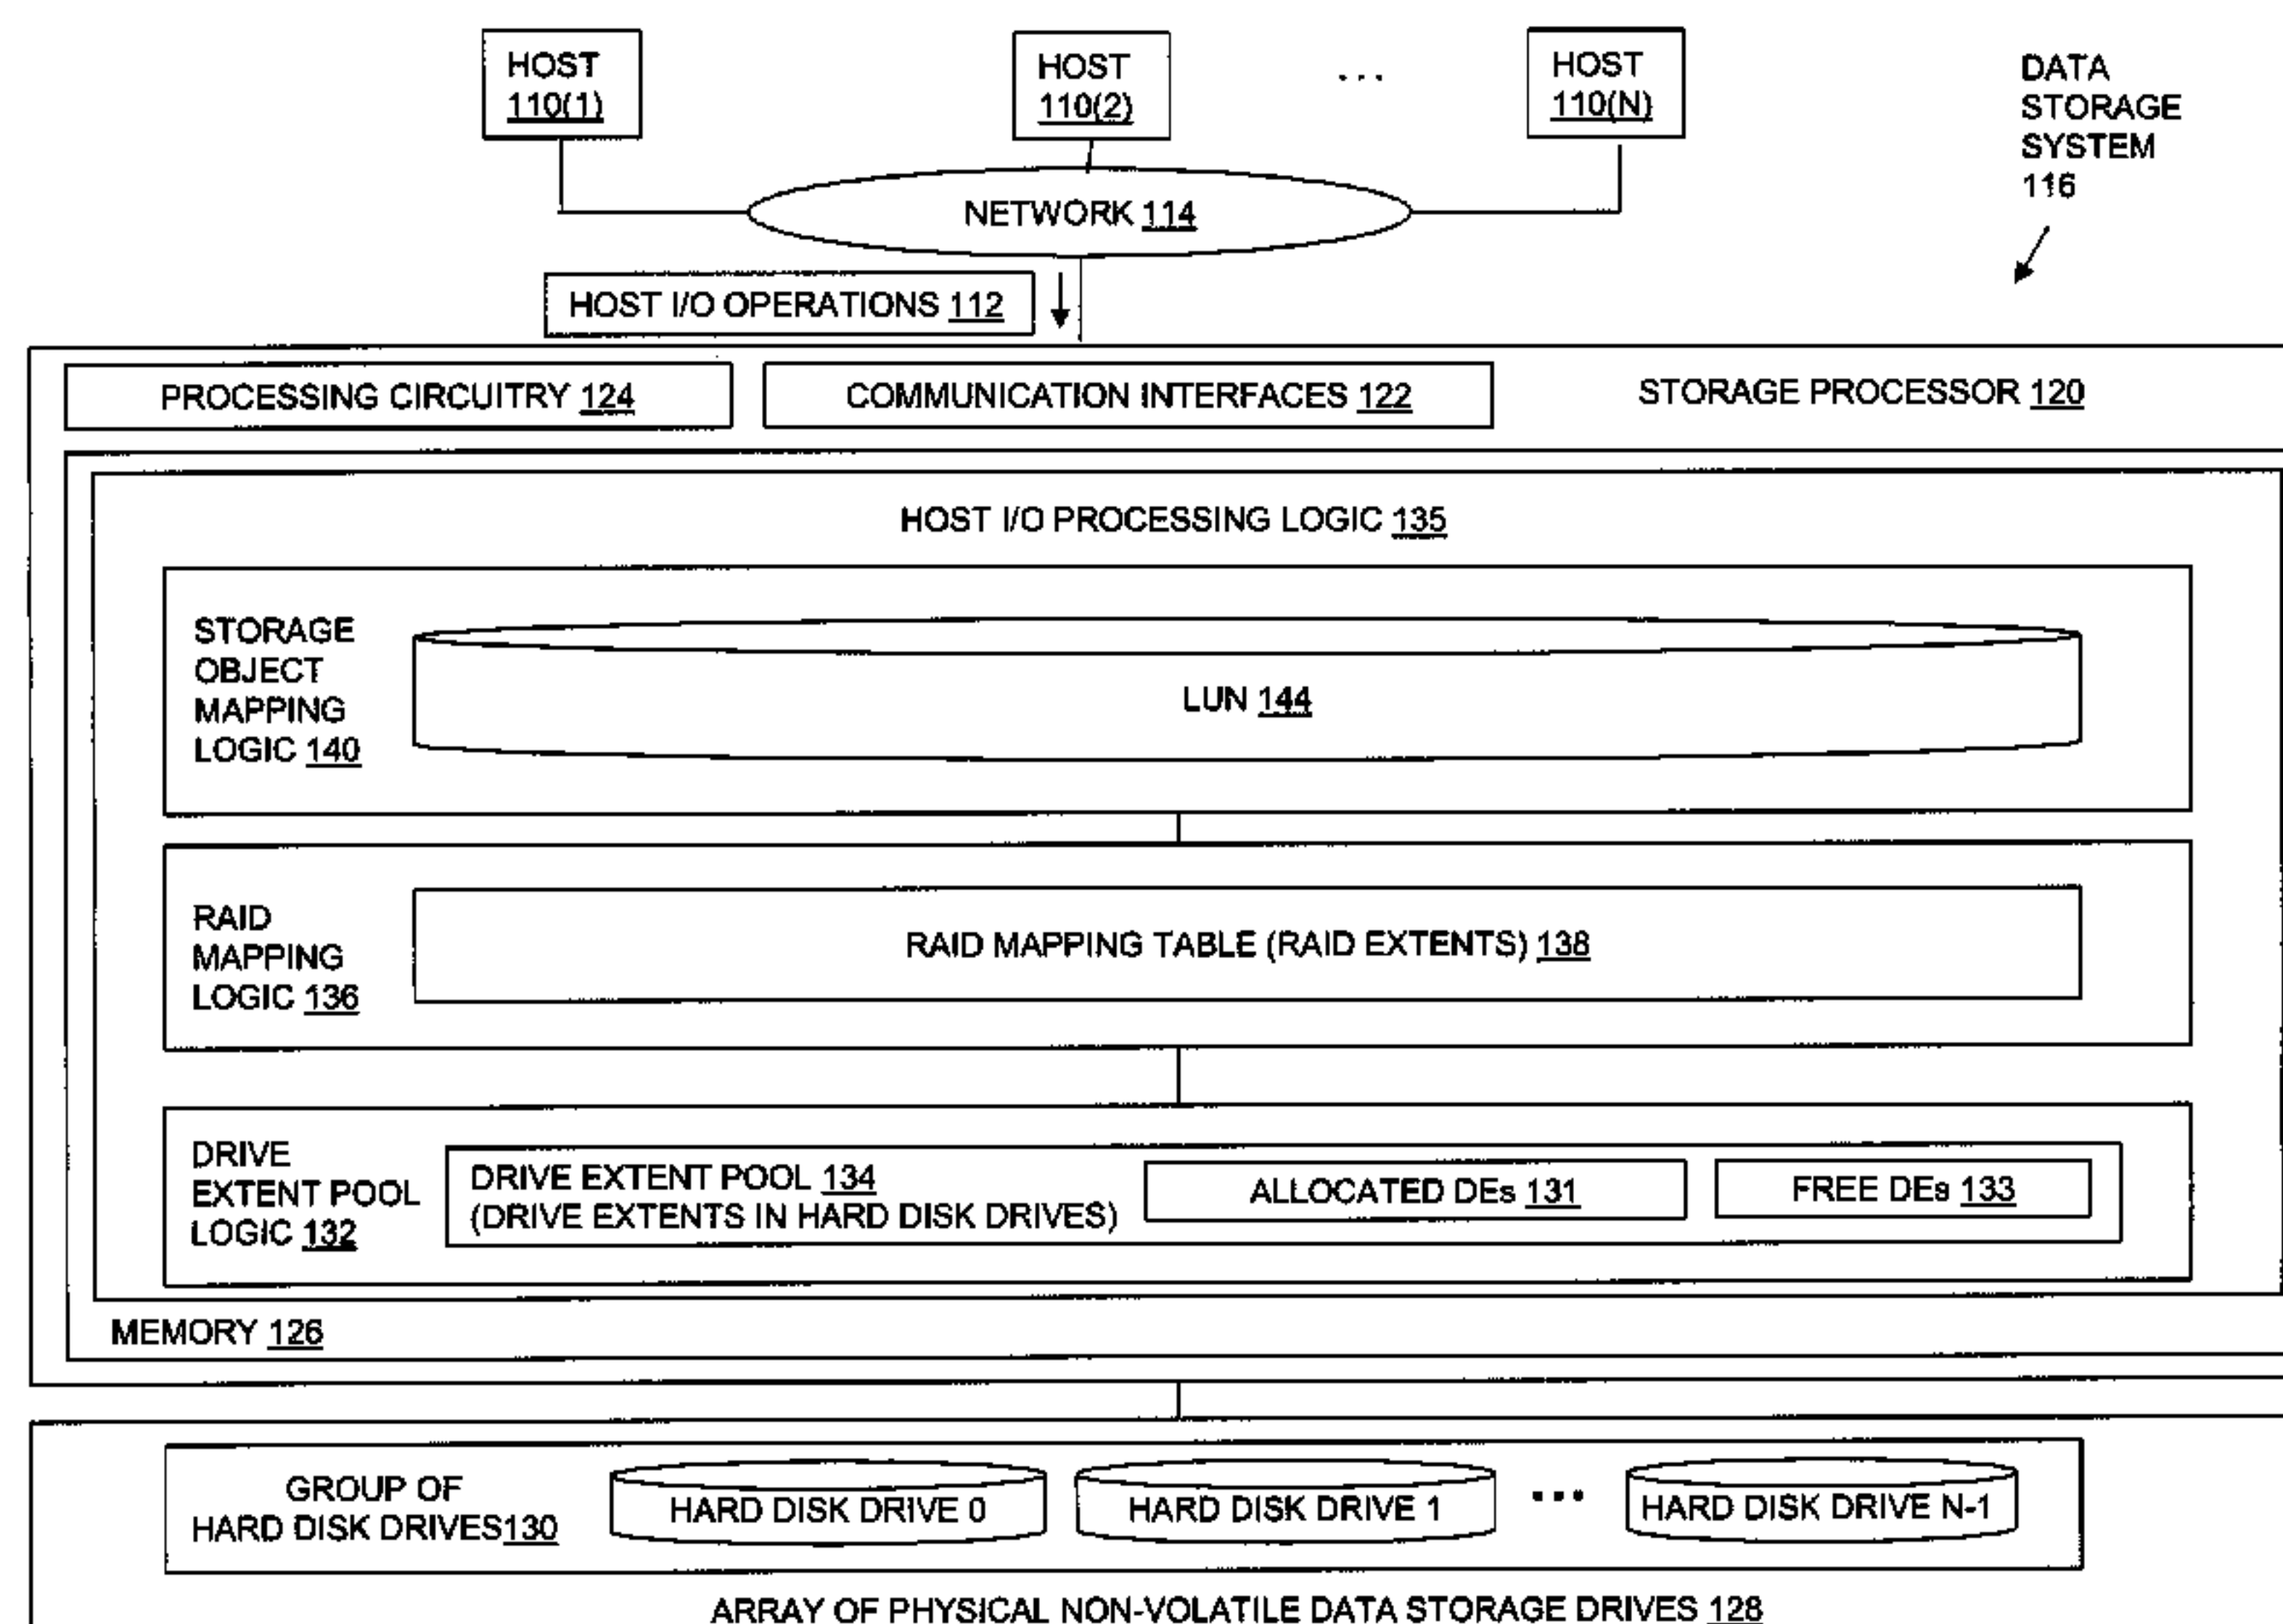 HOST
110(1)
HOST
110(2)
...
HOST
110(N)
DATA
STORAGE
SYSTEM
116
NETWORK 114
HOST I/O OPERATIONS 112
PROCESSING CIRCUITRY 124
COMMUNICATION INTERFACES 122
STORAGE PROCESSOR 120
HOST I/O PROCESSING LOGIC 135
STORAGE
OBJECT
MAPPING
LOGIC 140
LUN 144
RAID
MAPPING
LOGIC 136
RAID MAPPING TABLE (RAID EXTENTS) 138
DRIVE
EXTENT POOL
LOGIC 132
DRIVE EXTENT POOL 134
(DRIVE EXTENTS IN HARD DISK DRIVES)
ALLOCATED DEs 131
FREE DEs 133
MEMORY 126
GROUP OF
HARD DISK DRIVES130
HARD DISK DRIVE 0
HARD DISK DRIVE 1
...
HARD DISK DRIVE N-1
ARRAY OF PHYSICAL NON-VOLATILE DATA STORAGE DRIVES 128